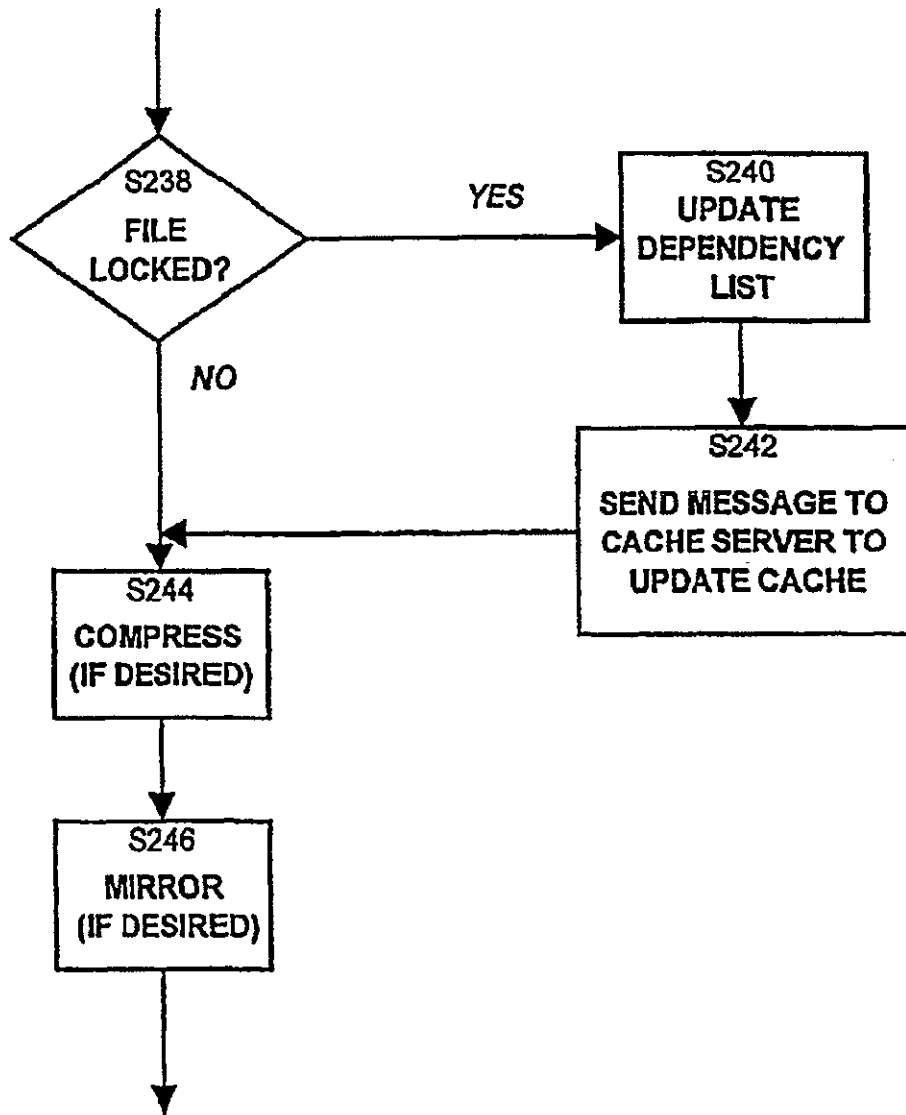 S238
FILE
LOCKED?
YES
S240
UPDATE
DEPENDENCY
LIST
NO
S242
SEND MESSAGE TO
CACHE SERVER TO
UPDATE CACHE
S244
COMPRESS
(IF DESIRED)
S246
MIRROR
(IF DESIRED)